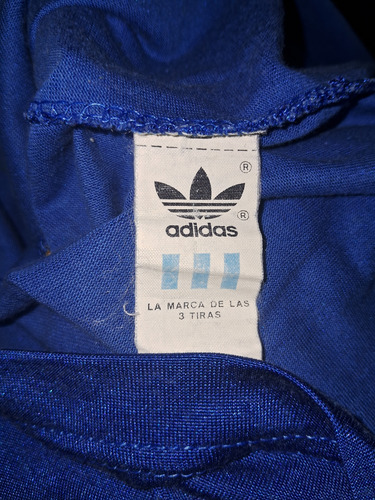 ®
®
adidas
LA MARCA DE LAS
3 TIRAS